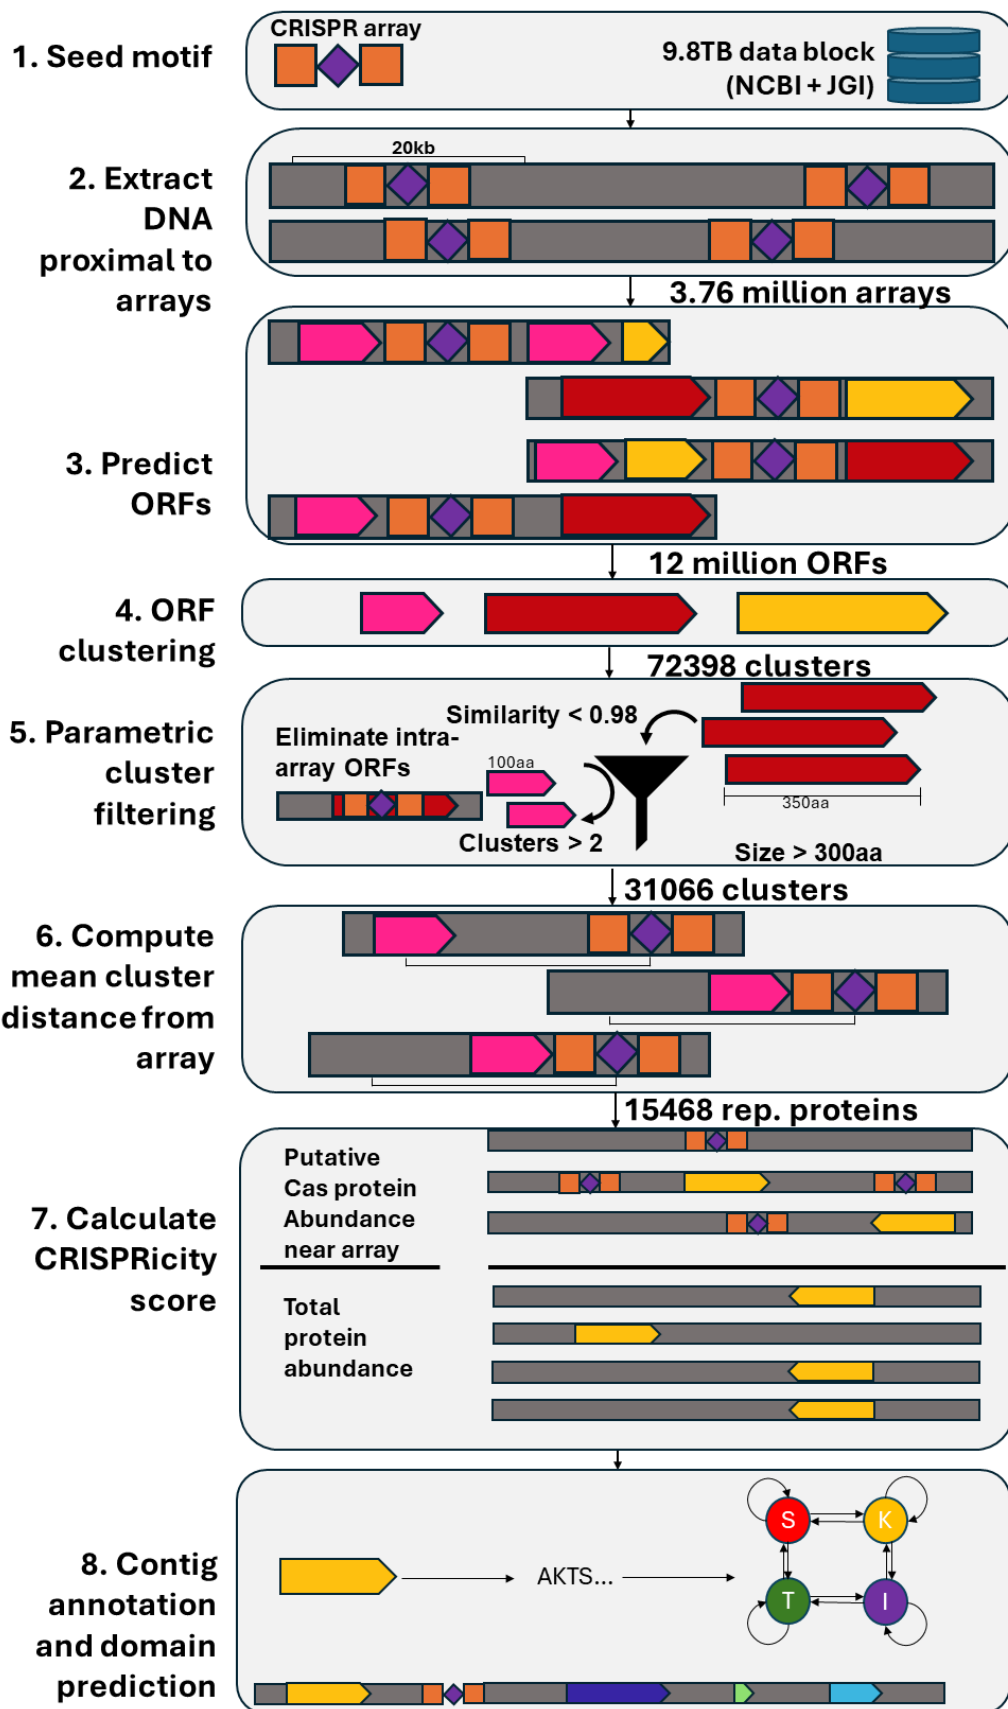 1. Seed motif
CRISPR array
9.8TB data block
(NCBI + JGI)
2. Extract
DNA
proximal to
arrays
20kb
3.76 million arrays
3. Predict
ORFs
12 million ORFs
4. ORF
clustering
72398 clusters
5. Parametric
cluster
filtering
Similarity < 0.98
Eliminate intra-
array ORFs
100aa
350aa
Clusters > 2
Size > 300aa
31066 clusters
6. Compute
mean cluster
distance from
array
15468 rep. proteins
7. Calculate
CRISPRicity
score
Putative
Cas protein
Abundance
near array
Total
protein
abundance
8. Contig
annotation
and domain
prediction
AKTS...
S
K
T
I